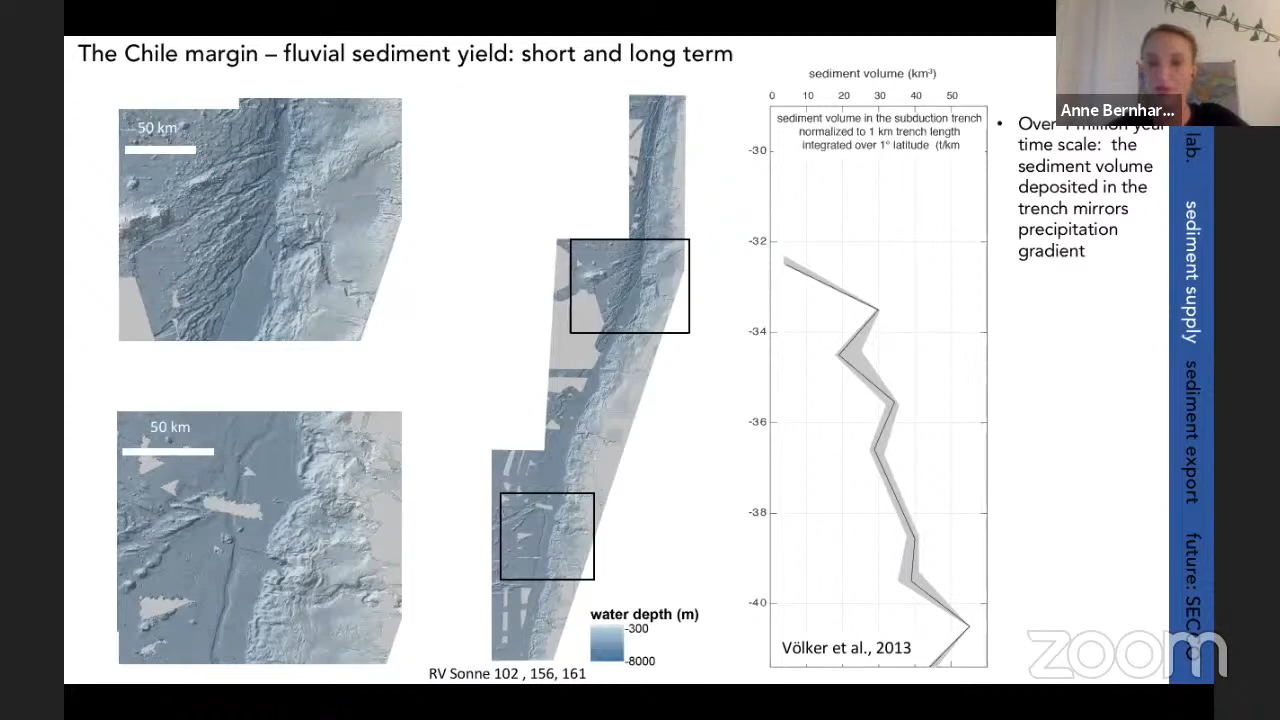 The Chile margin – fluvial sediment yield: short and long term
50 km
50 km
water depth (m)
-300
-8000
RV Sonne 102 , 156, 161
sediment volume (km³)
0 10 20 30 40 50
sediment volume in the subduction trench
normalized to 1 km trench length
integrated over 1° latitude (t/km
-30
-32
-34
-36
-38
-40
Völker et al., 2013
Anne Bernhar...
• Over 1 million year
time scale: the
sediment volume
deposited in the
trench mirrors
precipitation
gradient
lab.
sediment supply
sediment export
future:
zoom